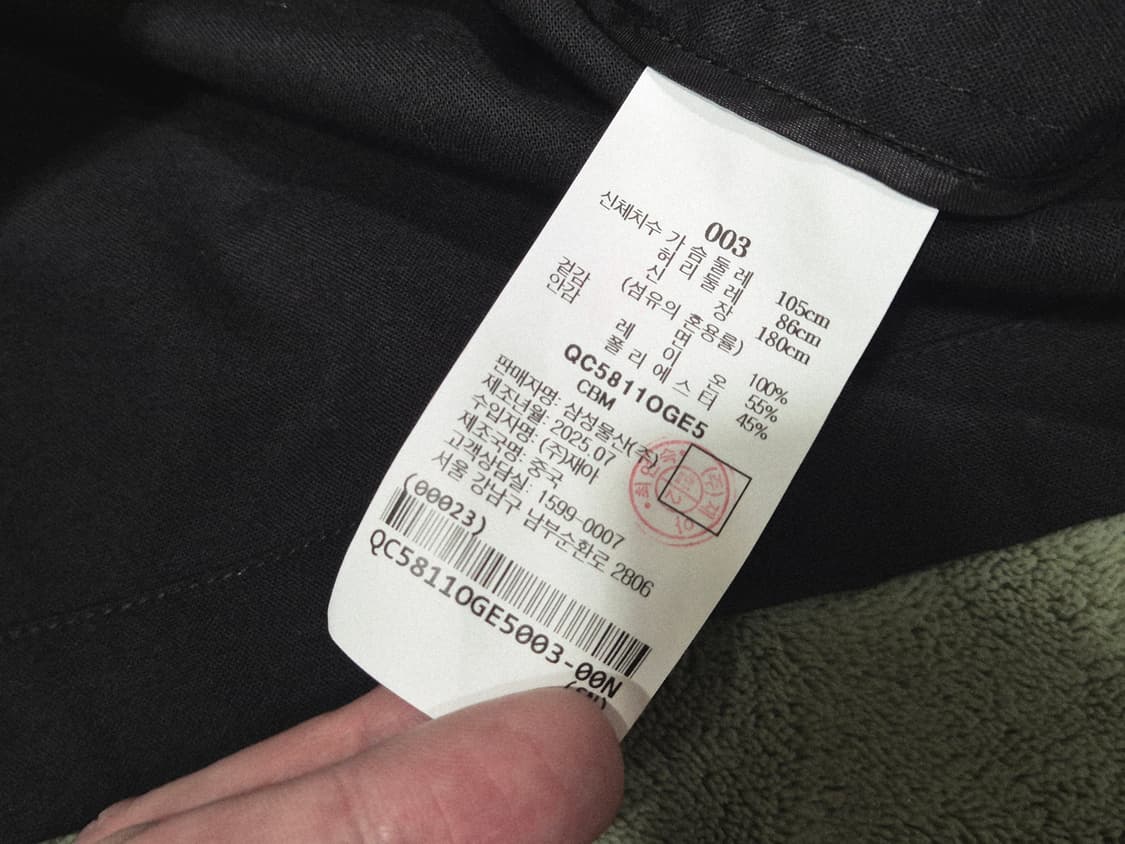 003
신체치수 가슴둘레 105cm
허리둘레 86cm
신장 180cm
(섬유의 혼용률)
겉감 면 100%
안감 레이온 55%
폴리에스터 45%
QC5811OGE5
CBM
판매자명: 삼성물산(주)
제조년월: 2025.07
수입자명: (주)재아
제조국명: 중국
고객상담실: 1599-0007
서울 강남구 남부순환로 2806
(00023)
QC5811OGE5003-00N